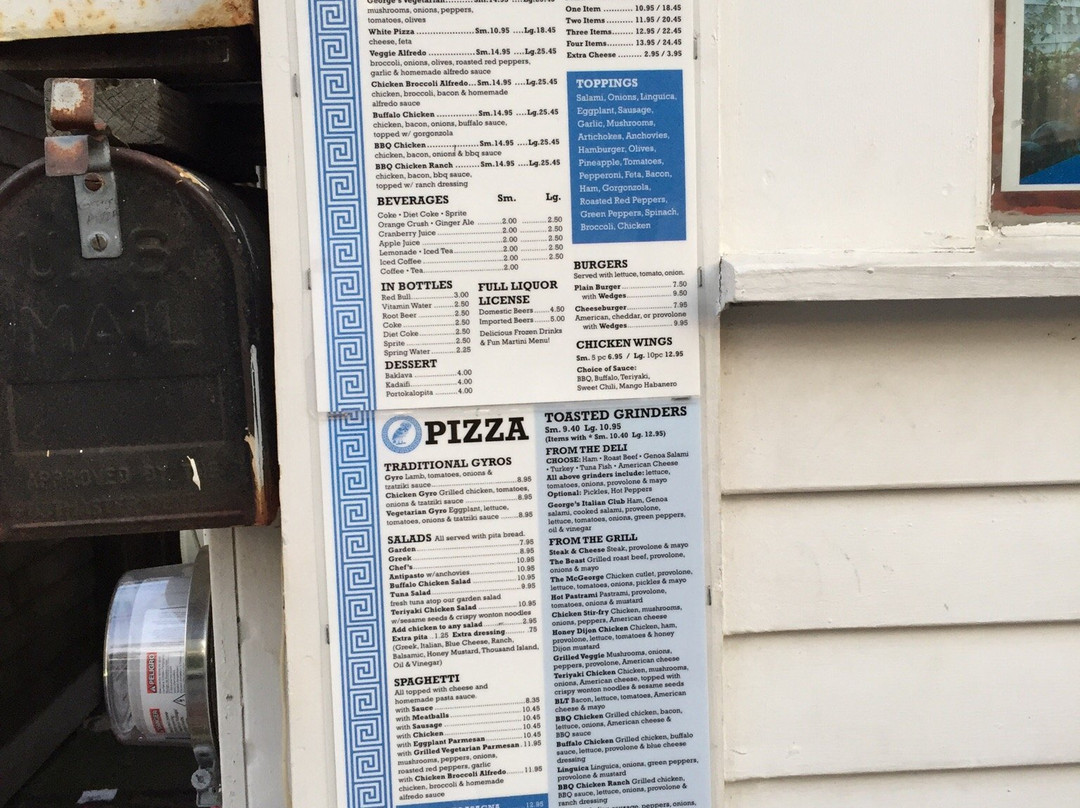 George's Vegetarian Sm.14.95 ....Lg.25.45
mushrooms, onions, peppers,
tomatoes, olives
White Pizza Sm.10.95 ....Lg.18.45
cheese, feta
Veggie Alfredo Sm.14.95 ....Lg.25.45
broccoli, onions, olives, roasted red peppers,
garlic & homemade alfredo sauce
Chicken Broccoli Alfredo...Sm.14.95 ....Lg.25.45
chicken, broccoli, bacon & homemade
alfredo sauce
Buffalo Chicken Sm.14.95 ....Lg.25.45
chicken, bacon, onions, buffalo sauce,
topped w/ gorgonzola
BBQ Chicken Sm.14.95 ....Lg.25.45
chicken, bacon, onions & bbq sauce
BBQ Chicken Ranch Sm.14.95 ....Lg.25.45
chicken, bacon, bbq sauce,
topped w/ ranch dressing
One Item 10.95 / 18.45
Two Items 11.95 / 20.45
Three Items 12.95 / 22.45
Four Items 13.95 / 24.45
Extra Cheese 2.95 / 3.95
TOPPINGS
Salami, Onions, Linguica,
Eggplant, Sausage,
Garlic, Mushrooms,
Artichokes, Anchovies,
Hamburger, Olives,
Pineapple, Tomatoes,
Pepperoni, Feta, Bacon,
Ham, Gorgonzola,
Roasted Red Peppers,
Green Peppers, Spinach,
Broccoli, Chicken
BEVERAGES Sm. Lg.
Coke • Diet Coke • Sprite
Orange Crush • Ginger Ale 2.00 2.50
Cranberry Juice 2.00 2.50
Apple Juice 2.00 2.50
Lemonade • Iced Tea 2.00 2.50
Iced Coffee 2.00 2.50
Coffee • Tea 2.00
IN BOTTLES
Red Bull 3.00
Vitamin Water 2.50
Root Beer 2.50
Coke 2.50
Diet Coke 2.50
Sprite 2.50
Spring Water 2.25
DESSERT
Baklava 4.00
Kadaifi 4.00
Portokalopita 4.00
FULL LIQUOR
LICENSE
Domestic Beers 4.50
Imported Beers 5.00
Delicious Frozen Drinks
& Fun Martini Menu!
BURGERS
Served with lettuce, tomato, onion.
Plain Burger 7.50
with Wedges 9.50
Cheeseburger 7.95
American, cheddar, or provolone
with Wedges 9.95
CHICKEN WINGS
Sm. 5 pc 6.95 / Lg. 10pc 12.95
Choice of Sauce:
BBQ, Buffalo, Teriyaki,
Sweet Chili, Mango Habanero
PIZZA
TRADITIONAL GYROS
Gyro Lamb, tomatoes, onions &
tzatziki sauce 8.95
Chicken Gyro Grilled chicken, tomatoes,
onions & tzatziki sauce 8.95
Vegetarian Gyro Eggplant, lettuce,
tomatoes, onions & tzatziki sauce 8.95
SALADS All served with pita bread.
Garden 7.95
Greek 8.95
Chef's 10.95
Antipasto w/anchovies 10.95
Buffalo Chicken Salad 10.95
Tuna Salad 9.95
fresh tuna atop our garden salad
Teriyaki Chicken Salad 10.95
w/sesame seeds & crispy wonton noodles
Add chicken to any salad 2.95
Extra pita ..1.25 Extra dressing .75
(Greek, Italian, Blue Cheese, Ranch,
Balsamic, Honey Mustard, Thousand Island,
Oil & Vinegar)
SPAGHETTI
All topped with cheese and
homemade pasta sauce.
with Sauce 8.35
with Meatballs 10.45
with Sausage 10.45
with Chicken 10.45
with Eggplant Parmesan 10.45
with Grilled Vegetarian Parmesan 11.95
mushrooms, peppers, onions,
roasted red peppers, garlic
with Chicken Broccoli Alfredo 11.95
chicken, broccoli & homemade
alfredo sauce
12.95
TOASTED GRINDERS
Sm. 9.40 Lg. 10.95
(Items with * Sm. 10.40 Lg. 12.95)
FROM THE DELI
CHOOSE: Ham • Roast Beef • Genoa Salami
• Turkey • Tuna Fish • American Cheese
All above grinders include: lettuce,
tomatoes, onions, provolone & mayo
Optional: Pickles, Hot Peppers
George's Italian Club Ham, Genoa
salami, cooked salami, provolone,
lettuce, tomatoes, onions, green peppers,
oil & vinegar
FROM THE GRILL
Steak & Cheese Steak, provolone & mayo
The Beast Grilled roast beef, provolone,
onions & mayo
The McGeorge Chicken cutlet, provolone,
lettuce, tomatoes, onions, pickles & mayo
Hot Pastrami Pastrami, provolone,
tomatoes, onions & mustard
Chicken Stir-fry Chicken, mushrooms,
onions, peppers, American cheese
Honey Dijon Chicken Chicken, ham,
provolone, lettuce, tomatoes & honey
Dijon mustard
Grilled Veggie Mushrooms, onions,
peppers, provolone, American cheese
Teriyaki Chicken Chicken, mushrooms,
onions, American cheese, topped with
crispy wonton noodles & sesame seeds
BLT Bacon, lettuce, tomatoes, American
cheese & mayo
BBQ Chicken Grilled chicken, bacon,
lettuce, onions, American cheese &
BBQ sauce
Buffalo Chicken Grilled chicken, buffalo
sauce, lettuce, provolone & blue cheese
dressing
Linguica Linguica, onions, green peppers,
provolone & mustard
BBQ Chicken Ranch Grilled chicken,
BBQ sauce, lettuce, onions, provolone &
ranch dressing
sausage, peppers, onions,
U.S. MAIL
APPROVED BY
PELIGRO